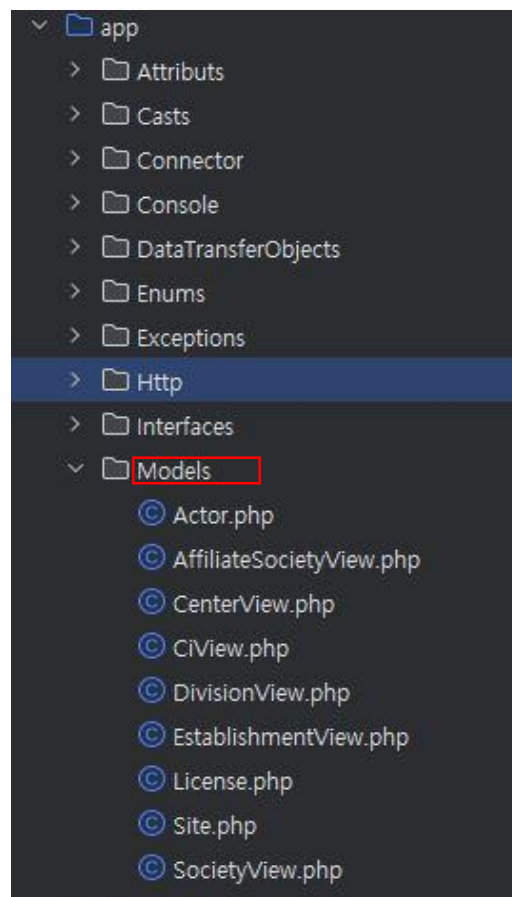 app
Attributs
Casts
Connector
Console
DataTransferObjects
Enums
Exceptions
Http
Interfaces
Models
Actor.php
AffiliateSocietyView.php
CenterView.php
CiView.php
DivisionView.php
EstablishmentView.php
License.php
Site.php
SocietyView.php